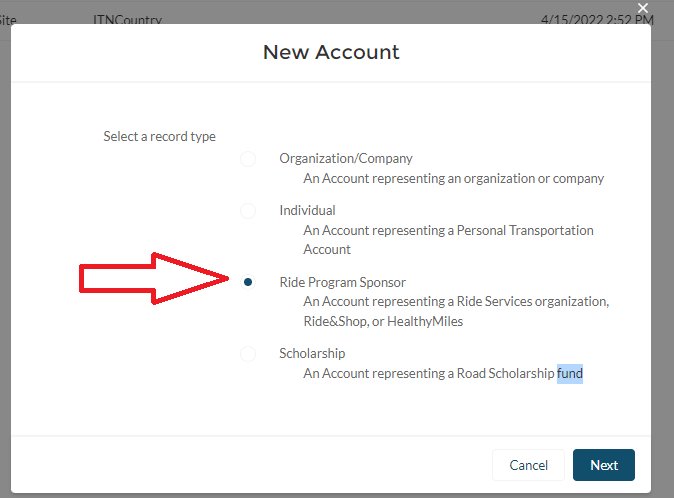 Site ITNCountry 4/15/2022 2:52 PM
New Account
Select a record type
Organization/Company
An Account representing an organization or company
Individual
An Account representing a Personal Transportation
Account
Ride Program Sponsor
An Account representing a Ride Services organization,
Ride&Shop, or HealthyMiles
Scholarship
An Account representing a Road Scholarship fund
Cancel Next